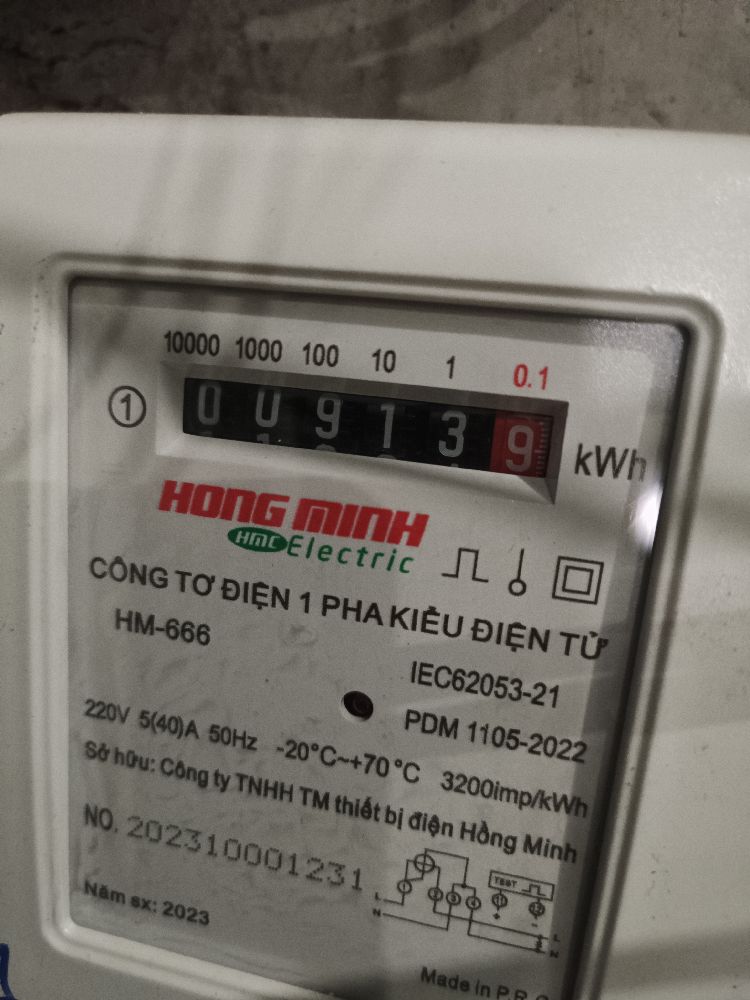 10000 1000 100 10 1 0.1
1 0 0 9 1 3 9 kWh
HONG MINH
HMC Electric
CÔNG TƠ ĐIỆN 1 PHA KIỂU ĐIỆN TỬ
HM-666
IEC62053-21
PDM 1105-2022
220V 5(40)A 50Hz -20°C~+70°C 3200imp/kWh
Sở hữu: Công ty TNHH TM thiết bị điện Hồng Minh
NO. 202310001231
TEST
L
N
L
N
Năm sx: 2023
Made in P.R.